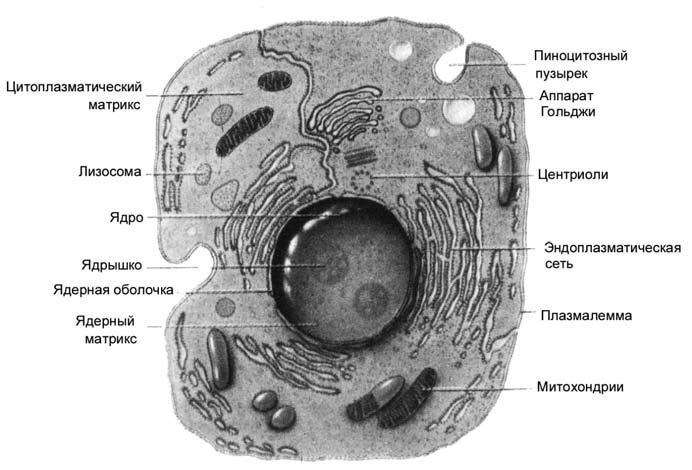 Цитоплазматический
матрикс
Лизосома
Ядро
Ядрышко
Ядерная оболочка
Ядерный
матрикс
Пиноцитозный
пузырек
Аппарат
Гольджи
Центриоли
Эндоплазматическая
сеть
Плазмалемма
Митохондрии